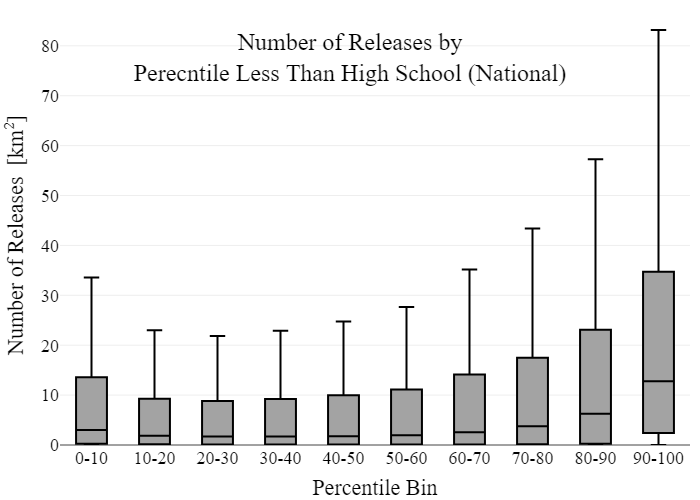 Number of Releases by
Perecntile Less Than High School (National)
Number of Releases [km²]
80
70
60
50
40
30
20
10
0
0-10 10-20 20-30 30-40 40-50 50-60 60-70 70-80 80-90 90-100
Percentile Bin